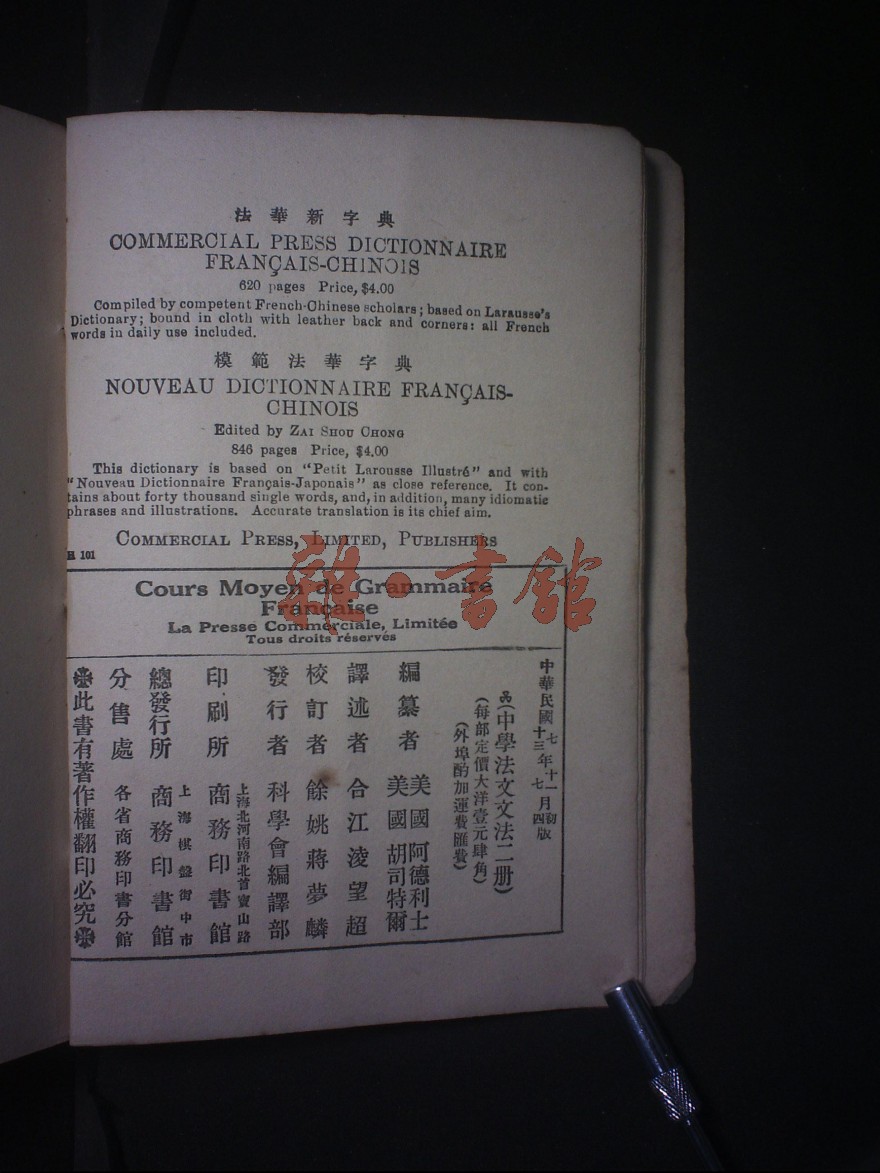 法華新字典
COMMERCIAL PRESS DICTIONNAIRE
FRANÇAIS-CHINOIS
620 pages Price, $4.00
Compiled by competent French-Chinese scholars; based on Larausse's
Dictionary; bound in cloth with leather back and corners: all French
words in daily use included.
模範法華字典
NOUVEAU DICTIONNAIRE FRANÇAIS-
CHINOIS
Edited by ZAI SHOU CHONG
846 pages Price, $4.00
This dictionary is based on "Petit Larousse Illustré" and with
"Nouveau Dictionnaire Français-Japonais" as close reference. It con-
tains about forty thousand single words, and, in addition, many idiomatic
phrases and illustrations. Accurate translation is its chief aim.
COMMERCIAL PRESS, LIMITED, PUBLISHERS
101
雜·書館
Cours Moyen de Grammaire
Française
La Presse Commerciale, Limitée
Tous droits réservés
中華民國七年十一月初版
十三年七月四版
(中學法文文法二册)
(每部定價大洋壹元肆角)
(外埠酌加運費匯費)
編纂者 美國阿德利士
美國胡司特爾
譯述者 合江淩望超
校訂者 餘姚蔣夢麟
發行者 科學會編譯部
印刷所 上海北河南路北首寶山路
商務印書館
總發行所 上海棋盤街中市
商務印書館
分售處 各省商務印書分館
此書有著作權翻印必究